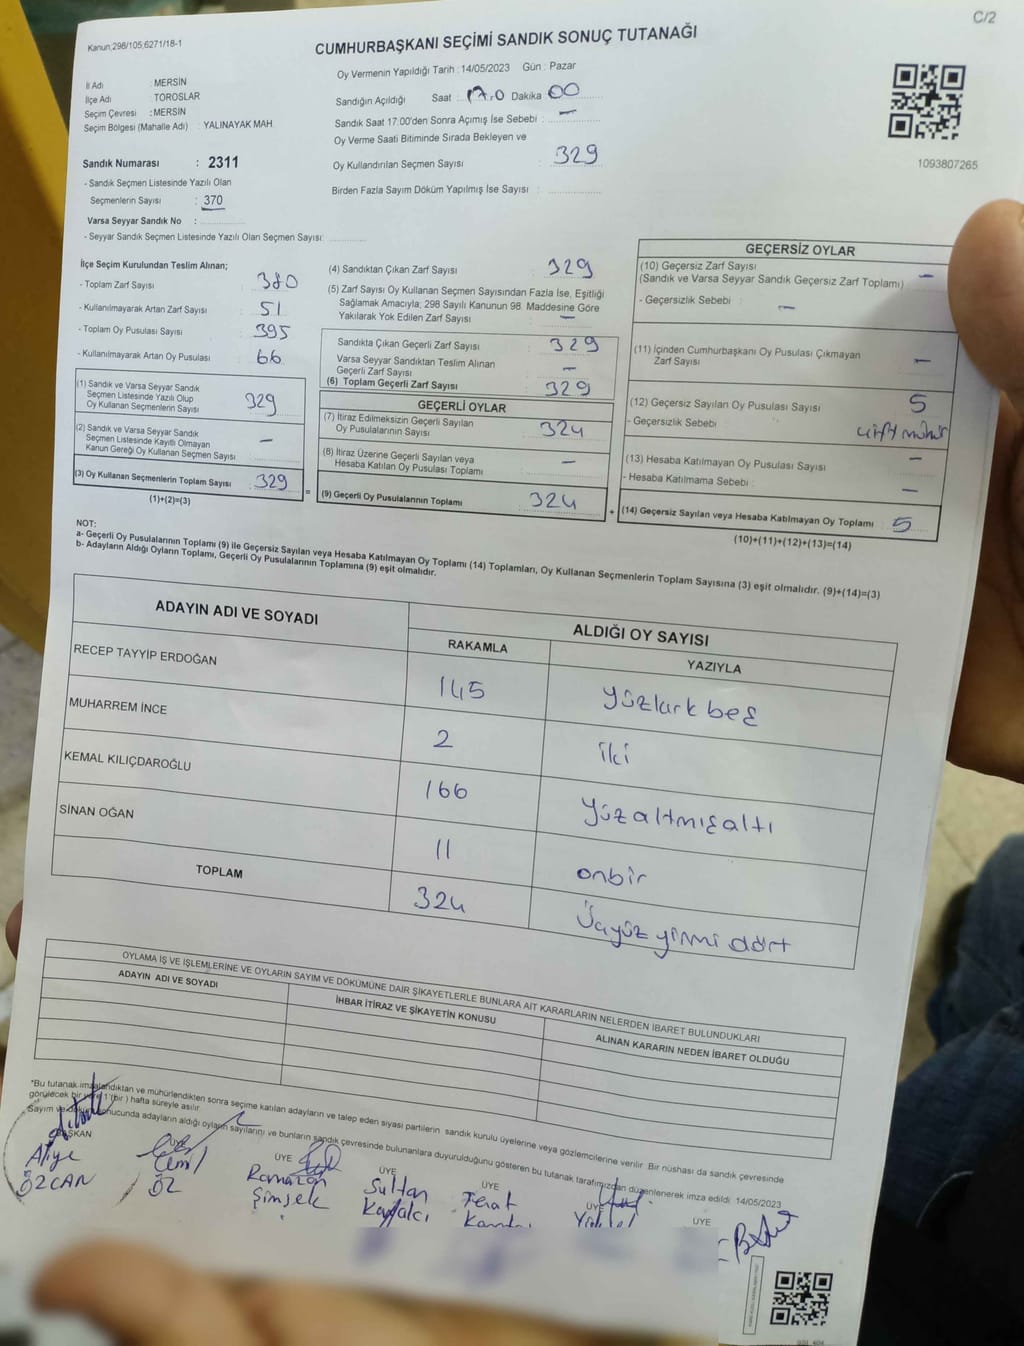 C/2
Kanun;298/105;6271/18-1
CUMHURBAŞKANI SEÇİMİ SANDIK SONUÇ TUTANAĞI
İl Adı : MERSİN
İlçe Adı : TOROSLAR
Seçim Çevresi : MERSİN
Seçim Bölgesi (Mahalle Adı) : YALINAYAK MAH
Sandık Numarası : 2311
- Sandık Seçmen Listesinde Yazılı Olan
Seçmenlerin Sayısı : 370
Varsa Seyyar Sandık No :
- Seyyar Sandık Seçmen Listesinde Yazılı Olan Seçmen Sayısı:
Oy Vermenin Yapıldığı Tarih : 14/05/2023 Gün : Pazar
Sandığın Açıldığı Saat : 17.0 Dakika 00
Sandık Saat 17:00'den Sonra Açımış İse Sebebi : —
Oy Verme Saati Bitiminde Sırada Bekleyen ve
Oy Kullandırılan Seçmen Sayısı : 329
Birden Fazla Sayım Döküm Yapılmış İse Sayısı :
1093807265
İlçe Seçim Kurulundan Teslim Alınan;
- Toplam Zarf Sayısı : 380
- Kullanılmayarak Artan Zarf Sayısı : 51
- Toplam Oy Pusulası Sayısı : 395
- Kullanılmayarak Artan Oy Pusulası : 66
(1) Sandık ve Varsa Seyyar Sandık
Seçmen Listesinde Yazılı Olup
Oy Kullanan Seçmenlerin Sayısı 329
(2) Sandık ve Varsa Seyyar Sandık
Seçmen Listesinde Kayıtlı Olmayan
Kanun Gereği Oy Kullanan Seçmen Sayısı —
(3) Oy Kullanan Seçmenlerin Toplam Sayısı 329
(1)+(2)=(3)
(4) Sandıktan Çıkan Zarf Sayısı : 329
(5) Zarf Sayısı Oy Kullanan Seçmen Sayısından Fazla İse, Eşitliği
Sağlamak Amacıyla; 298 Sayılı Kanunun 98. Maddesine Göre
Yakılarak Yok Edilen Zarf Sayısı : —
Sandıkta Çıkan Geçerli Zarf Sayısı : 329
Varsa Seyyar Sandıktan Teslim Alınan
Geçerli Zarf Sayısı : —
(6) Toplam Geçerli Zarf Sayısı : 329
GEÇERLİ OYLAR
(7) İtiraz Edilmeksizin Geçerli Sayılan
Oy Pusulalarının Sayısı : 324
(8) İtiraz Üzerine Geçerli Sayılan veya
Hesaba Katılan Oy Pusulası Toplamı : —
=
(9) Geçerli Oy Pusulalarının Toplamı : 324
+
GEÇERSİZ OYLAR
(10) Geçersiz Zarf Sayısı
(Sandık ve Varsa Seyyar Sandık Geçersiz Zarf Toplamı) : —
- Geçersizlik Sebebi : —
(11) İçinden Cumhurbaşkanı Oy Pusulası Çıkmayan
Zarf Sayısı : —
(12) Geçersiz Sayılan Oy Pusulası Sayısı : 5
- Geçersizlik Sebebi : çift mühür
(13) Hesaba Katılmayan Oy Pusulası Sayısı : —
- Hesaba Katılmama Sebebi : —
(14) Geçersiz Sayılan veya Hesaba Katılmayan Oy Toplamı : 5
(10)+(11)+(12)+(13)=(14)
NOT:
a- Geçerli Oy Pusulalarının Toplamı (9) ile Geçersiz Sayılan veya Hesaba Katılmayan Oy Toplamı (14) Toplamları, Oy Kullanan Seçmenlerin Toplam Sayısına (3) eşit olmalıdır. (9)+(14)=(3)
b- Adayların Aldığı Oyların Toplamı, Geçerli Oy Pusulalarının Toplamına (9) eşit olmalıdır.
ADAYIN ADI VE SOYADI ALDIĞI OY SAYISI
RAKAMLA YAZIYLA
RECEP TAYYİP ERDOĞAN 145 yüzkırkbeş
MUHARREM İNCE 2 iki
KEMAL KILIÇDAROĞLU 166 yüzaltmışaltı
SİNAN OĞAN 11 onbir
TOPLAM 324 üçyüz yirmi dört
OYLAMA İŞ VE İŞLEMLERİNE VE OYLARIN SAYIM VE DÖKÜMÜNE DAİR ŞİKAYETLERLE BUNLARA AİT KARARLARIN NELERDEN İBARET BULUNDUKLARI
ADAYIN ADI VE SOYADI İHBAR İTİRAZ VE ŞİKAYETİN KONUSU ALINAN KARARIN NEDEN İBARET OLDUĞU
*Bu tutanak imzalandıktan ve mühürlendikten sonra seçime katılan adayların ve talep eden siyasi partilerin sandık kurulu üyelerine veya gözlemcilerine verilir. Bir nüshası da sandık çevresinde
görülecek bir yere 1 (bir) hafta süreyle asılır.
Sayım ve döküm sonucunda adayların aldığı oyların sayılarını ve bunların sandık çevresinde bulunanlara duyurulduğunu gösteren bu tutanak tarafımızdan düzenlenerek imza edildi. 14/05/2023
BAŞKAN ÜYE ÜYE ÜYE ÜYE ÜYE ÜYE
Aliye Cemil Ramazan Sultan Ferat
ÖZCAN ÖZ Şimşek